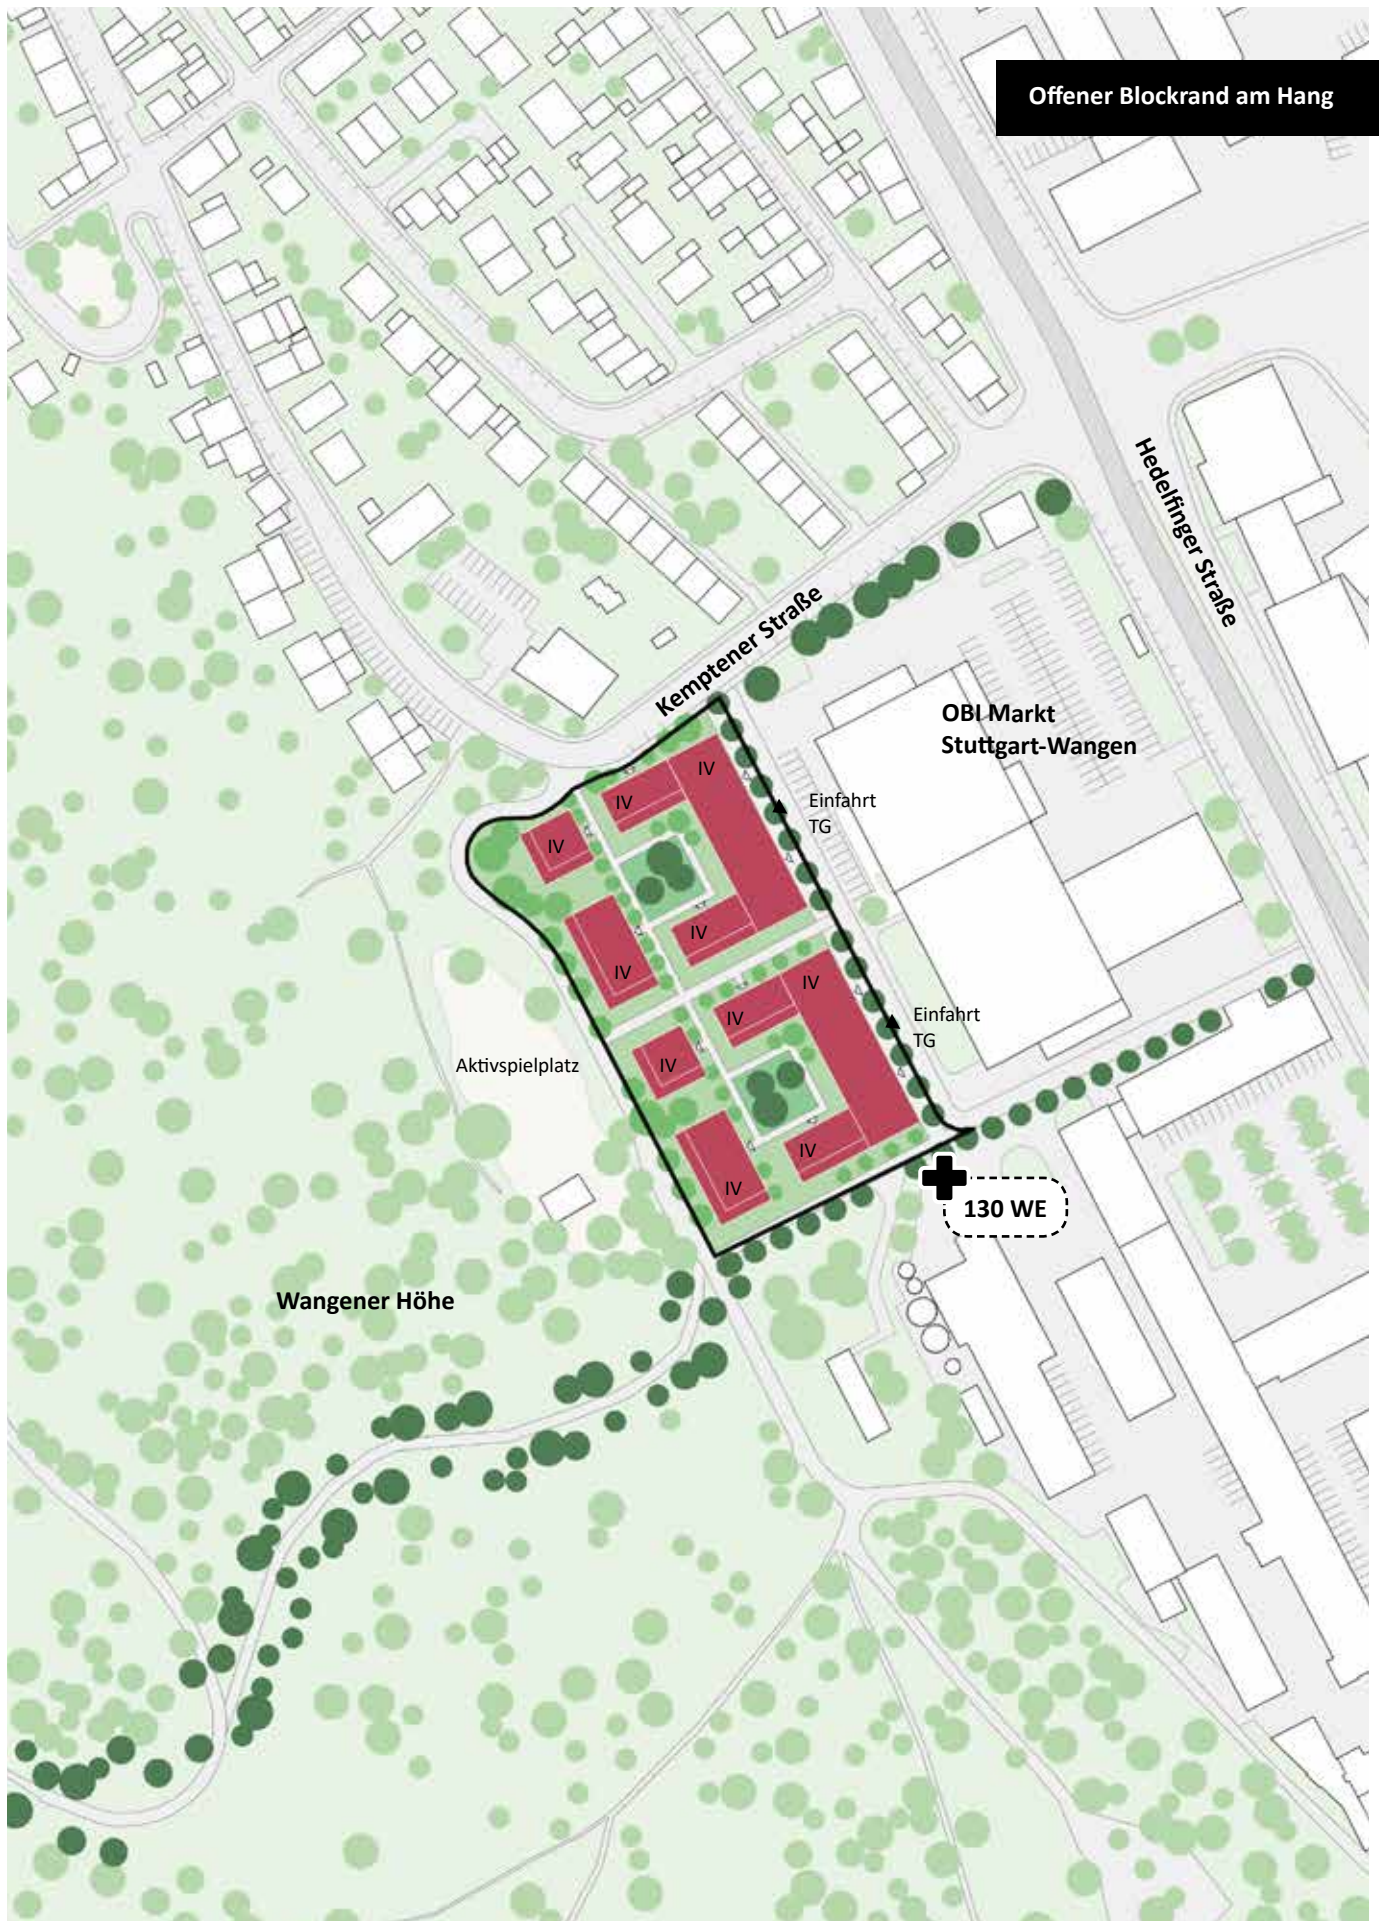 Offener Blockrand am Hang
Hedelfinger Straße
Kemptener Straße
OBI Markt
Stuttgart-Wangen
IV
IV
Einfahrt
TG
IV
IV
IV
IV
IV
Einfahrt
TG
Aktivspielplatz
IV
IV
IV
130 WE
Wangener Höhe